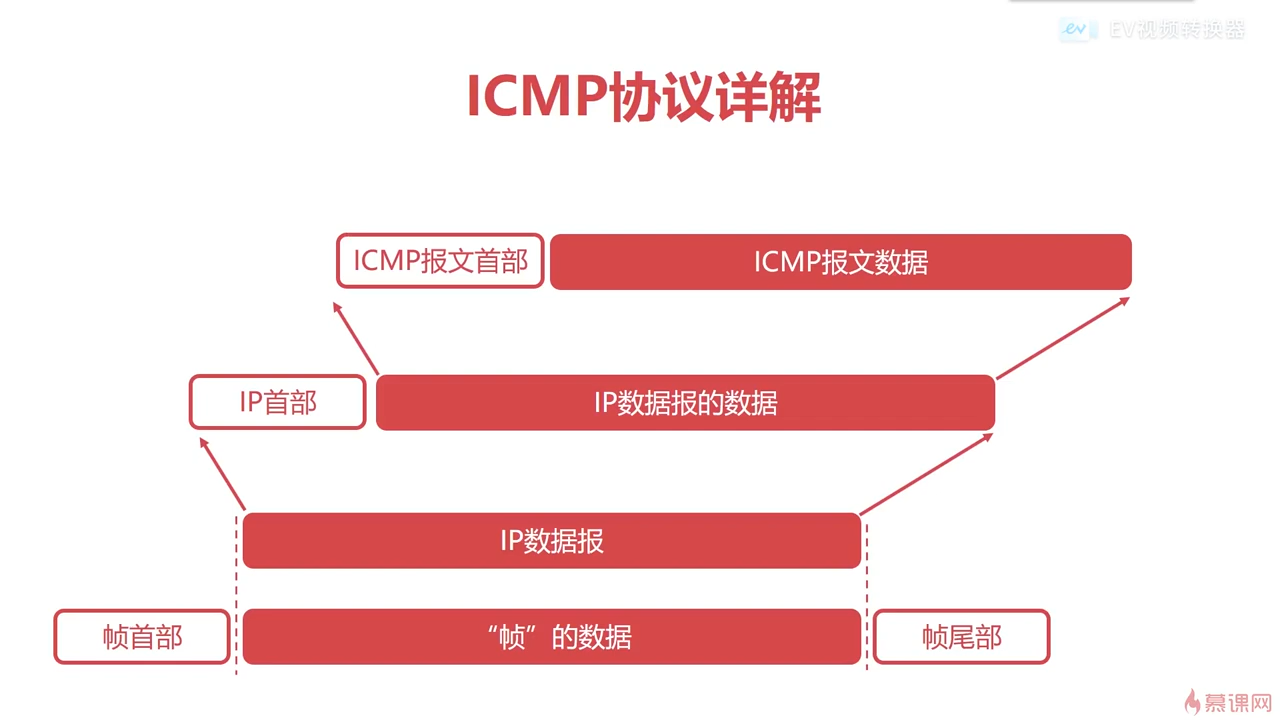 ev EV视频转换器
ICMP协议详解
ICMP报文首部 ICMP报文数据
IP首部 IP数据报的数据
IP数据报
帧首部 “帧”的数据 帧尾部
慕课网